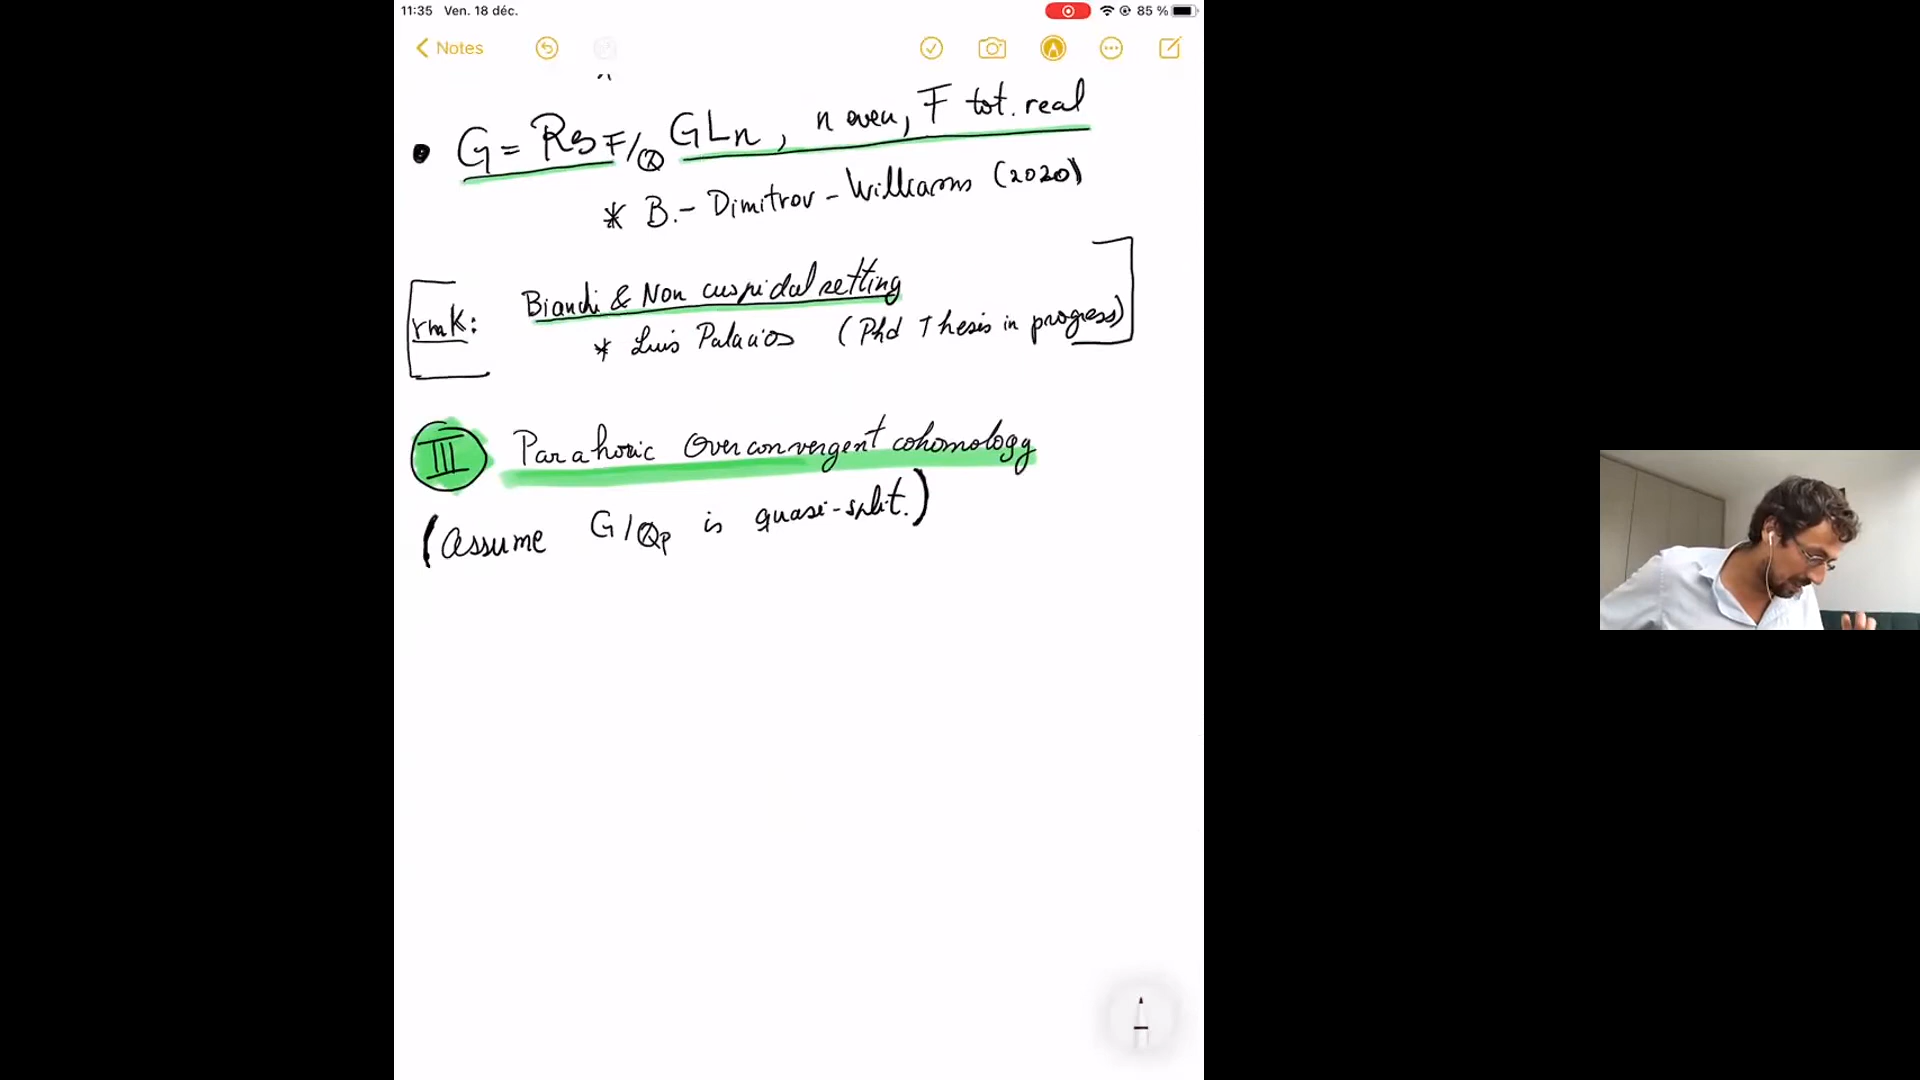 11:35 Ven. 18 déc. 85 %
Notes
• G = Res F/ℚ GLn, n even, F tot. real
* B. - Dimitrov - Williams (2020)
rmk: Bianchi & Non cuspidal setting
* Luis Palacios (Phd Thesis in progress)
III Parahoric Overconvergent cohomology
(assume G/ℚp is quasi-split.)